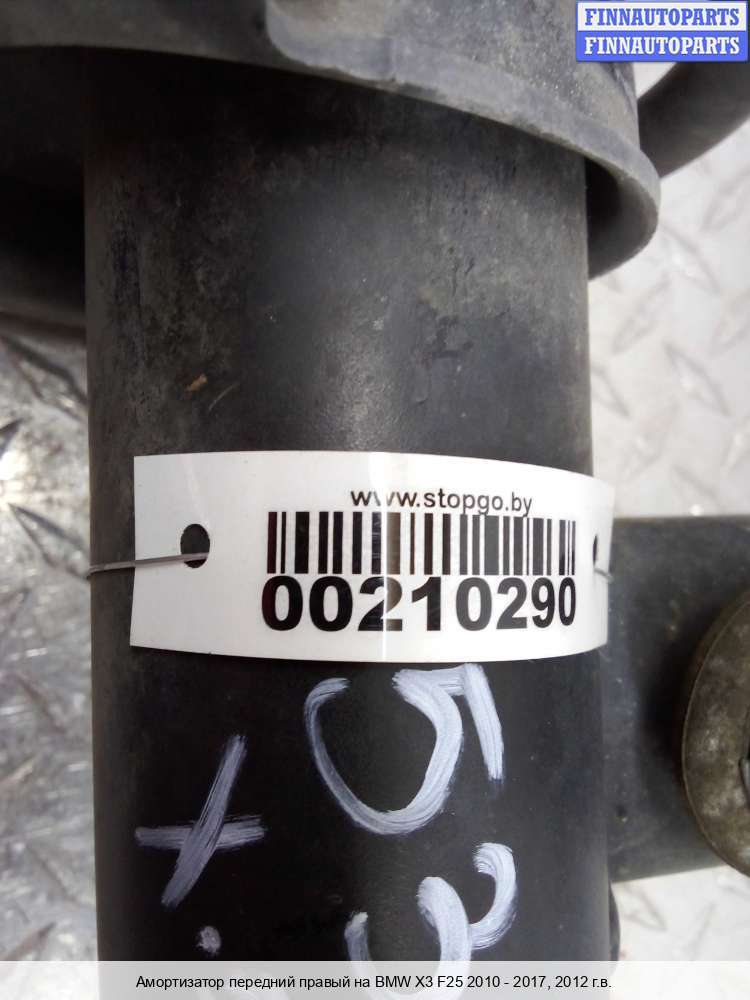 FINNAUTOPARTS
FINNAUTOPARTS
www.stopgo.by
00210290
Амортизатор передний правый на BMW X3 F25 2010 - 2017, 2012 г.в.